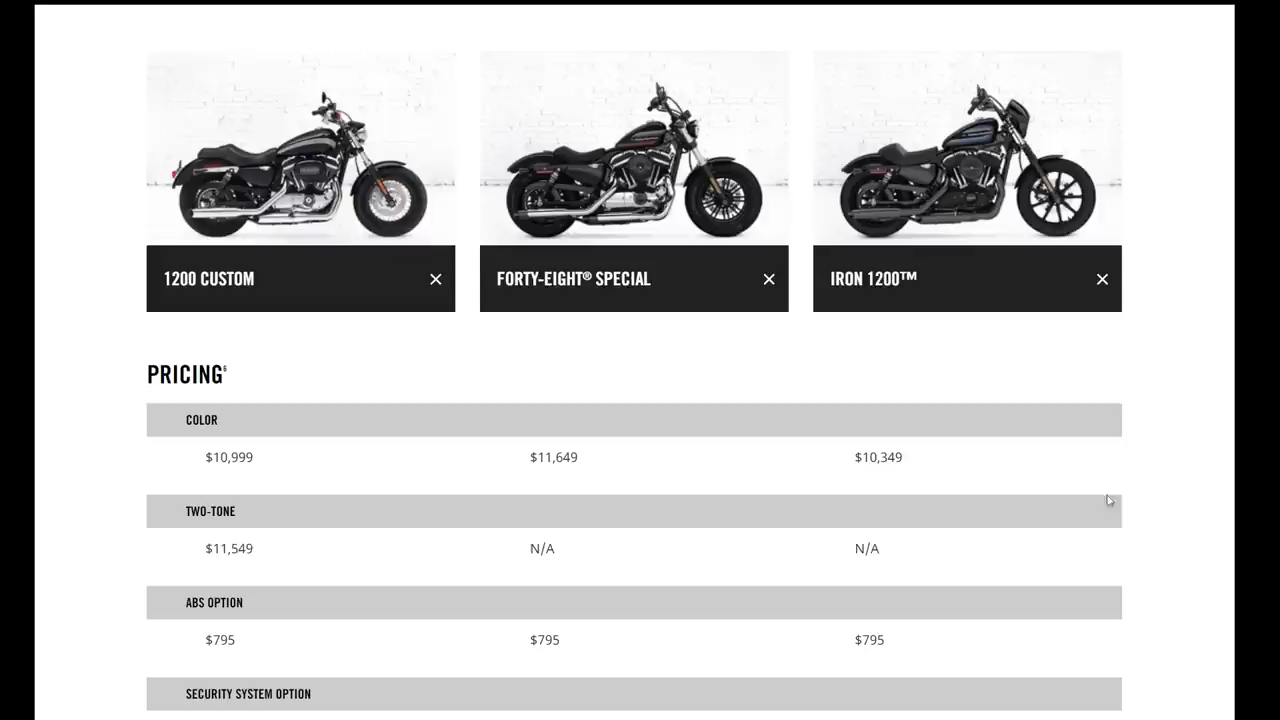 1200 CUSTOM
FORTY-EIGHT® SPECIAL
IRON 1200™
PRICING⁶
COLOR
$10,999 $11,649 $10,349
TWO-TONE
$11,549 N/A N/A
ABS OPTION
$795 $795 $795
SECURITY SYSTEM OPTION